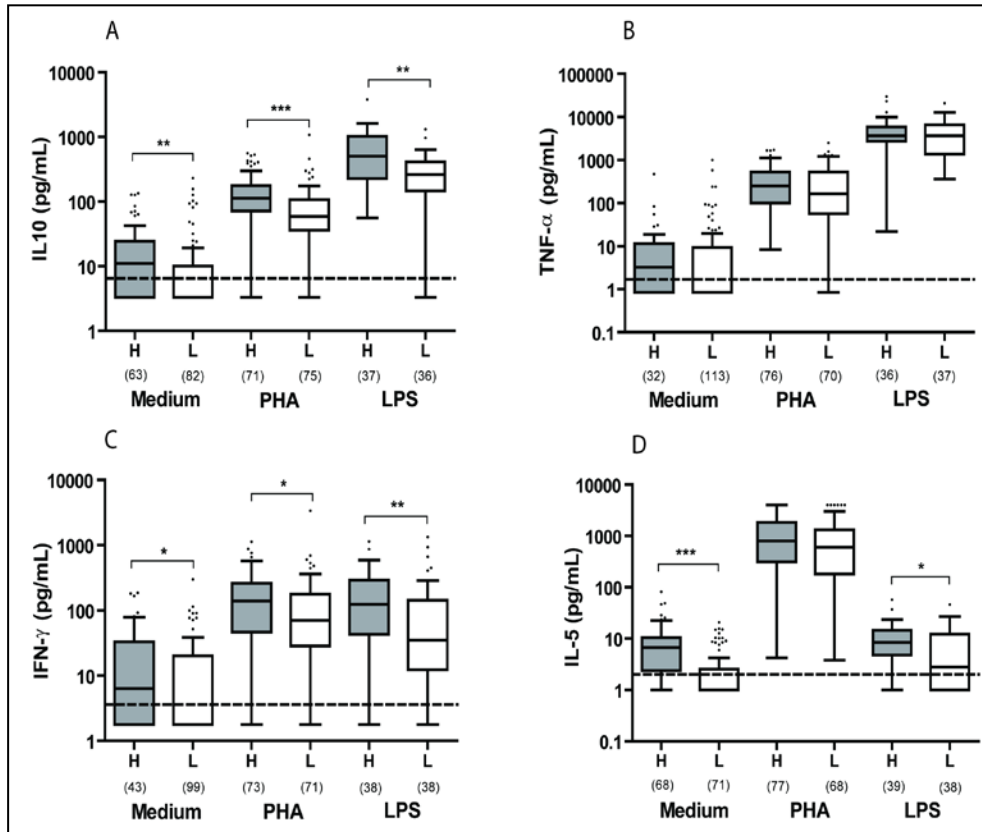 A
IL10 (pg/mL)
10000
1000
100
10
1
**
***
**
H L H L H L
(63) (82) (71) (75) (37) (36)
Medium PHA LPS
B
TNF-α (pg/mL)
100000
10000
1000
100
10
1
0.1
H L H L H L
(32) (113) (76) (70) (36) (37)
Medium PHA LPS
C
IFN-γ (pg/mL)
10000
1000
100
10
1
*
*
**
H L H L H L
(43) (99) (73) (71) (38) (38)
Medium PHA LPS
D
IL-5 (pg/mL)
10000
1000
100
10
1
0.1
***
*
H L H L H L
(68) (71) (77) (68) (39) (38)
Medium PHA LPS